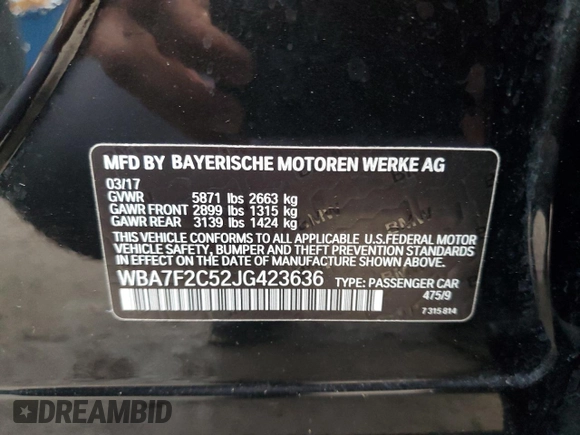 MFD BY BAYERISCHE MOTOREN WERKE AG
03/17
GVWR 5871 lbs 2663 kg
GAWR FRONT 2899 lbs 1315 kg
GAWR REAR 3139 lbs 1424 kg
THIS VEHICLE CONFORMS TO ALL APPLICABLE U.S.FEDERAL MOTOR
VEHICLE SAFETY, BUMPER AND THEFT PREVENTION STANDARDS
IN EFFECT ON THE DATE OF MANUFACTURE SHOWN ABOVE.
WBA7F2C52JG423636 TYPE: PASSENGER CAR
475/9
7 315 814
DREAMBID